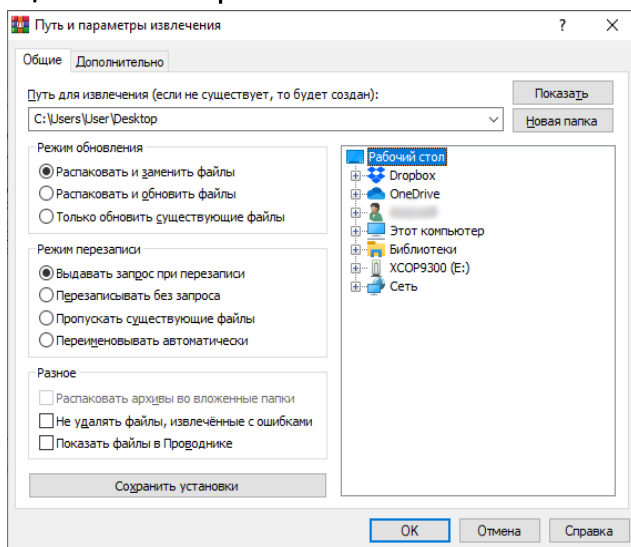 Путь и параметры извлечения
?
Общие
Дополнительно
Путь для извлечения (если не существует, то будет создан):
Показать
C:\Users\User\Desktop
Новая папка
Режим обновления
Распаковать и заменить файлы
Распаковать и обновить файлы
Только обновить существующие файлы
Режим перезаписи
Выдавать запрос при перезаписи
Перезаписывать без запроса
Пропускать существующие файлы
Переименовывать автоматически
Разное
Распаковать архивы во вложенные папки
Не удалять файлы, извлечённые с ошибками
Показать файлы в Проводнике
Сохранить установки
Рабочий стол
Dropbox
OneDrive
Этот компьютер
Библиотеки
XCOP9300 (E:)
Сеть
OK
Отмена
Справка